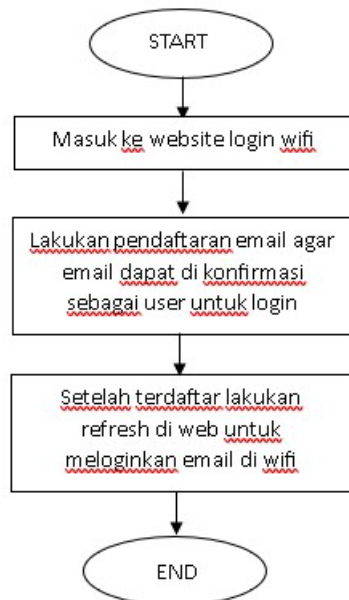 START
Masuk ke website login wifi
Lakukan pendaftaran email agar
email dapat di konfirmasi
sebagai user untuk login
Setelah terdaftar lakukan
refresh di web untuk
meloginkan email di wifi
END